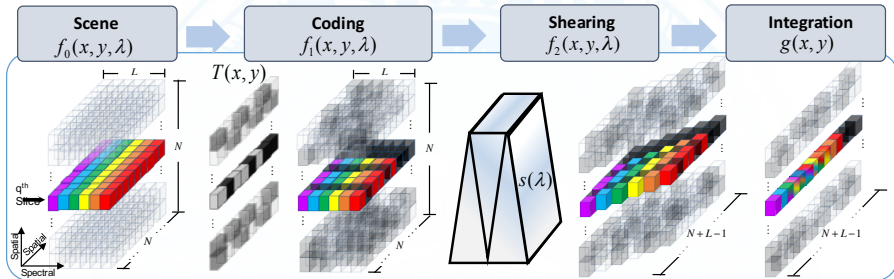 Scene
f₀(x, y, λ)
Coding
f₁(x, y, λ)
Shearing
f₂(x, y, λ)
Integration
g(x, y)
L
T(x, y)
L
N
N
qth
Slice
s(λ)
N
N
N + L − 1
N + L − 1
Spatial
Spatial
Spectral